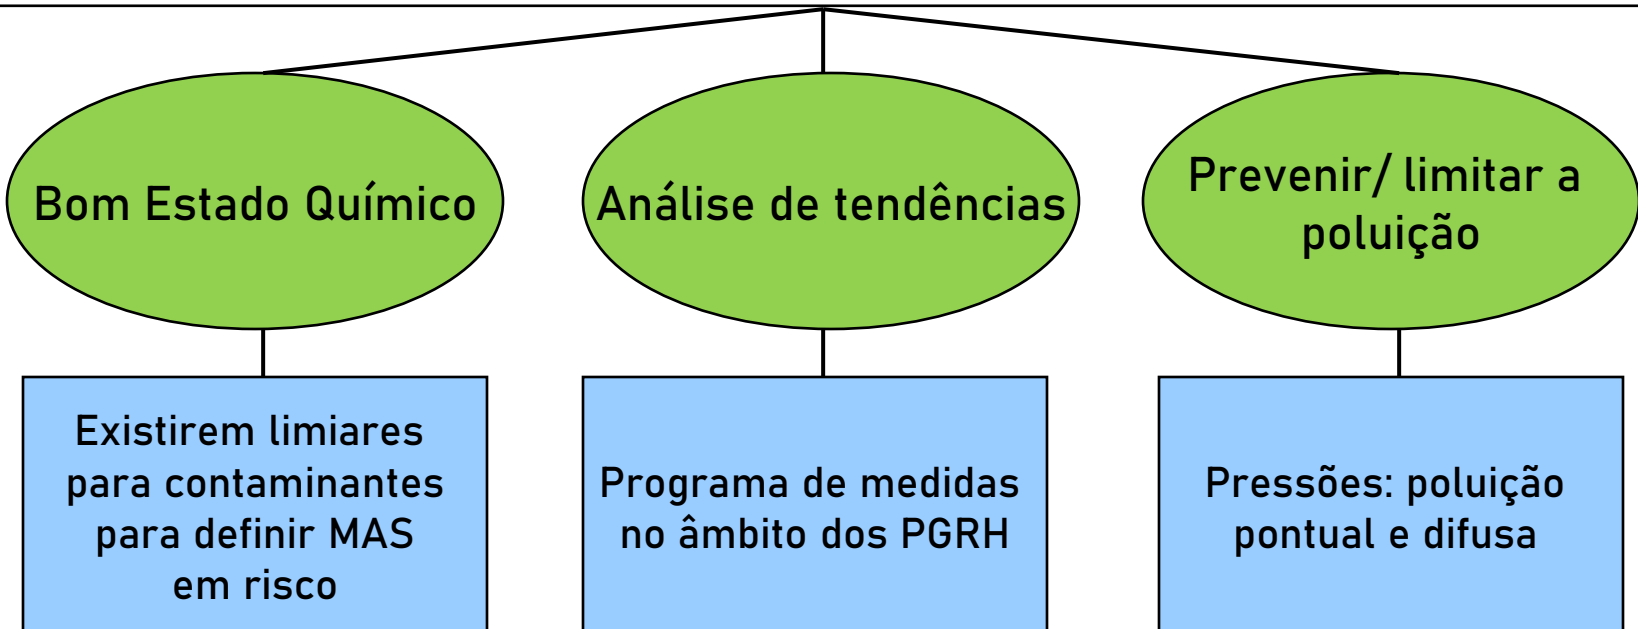 Bom Estado Químico
Análise de tendências
Prevenir/ limitar a
poluição
Existirem limiares
para contaminantes
para definir MAS
em risco
Programa de medidas
no âmbito dos PGRH
Pressões: poluição
pontual e difusa